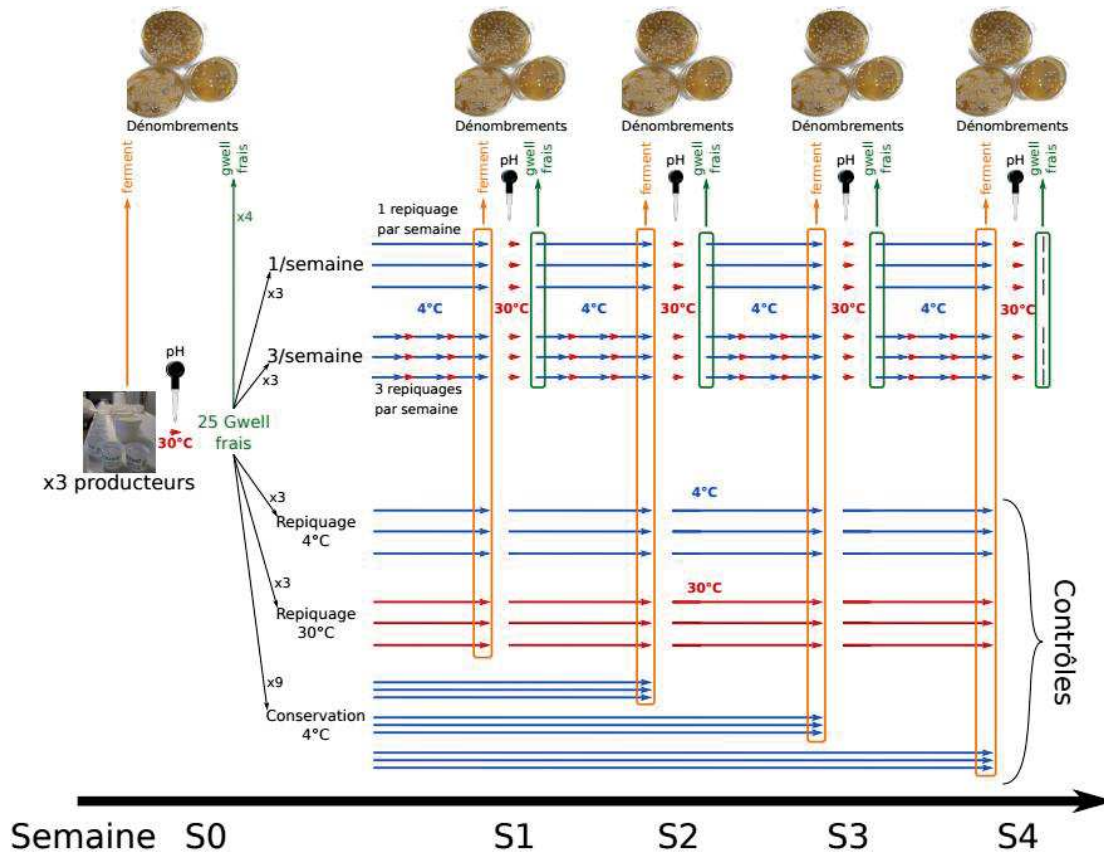 Dénombrements
Dénombrements
Dénombrements
Dénombrements
Dénombrements
ferment
gwell
frais
x4
ferment
pH
gwell
frais
ferment
pH
gwell
frais
ferment
pH
gwell
frais
ferment
pH
gwell
frais
1 repiquage
par semaine
1/semaine
x3
4°C
30°C
4°C
30°C
4°C
30°C
4°C
30°C
3/semaine
x3
3 repiquages
par semaine
pH
30°C
25 Gwell
frais
x3 producteurs
x3
Repiquage
4°C
4°C
x3
Repiquage
30°C
30°C
x9
Conservation
4°C
Contrôles
Semaine S0 S1 S2 S3 S4